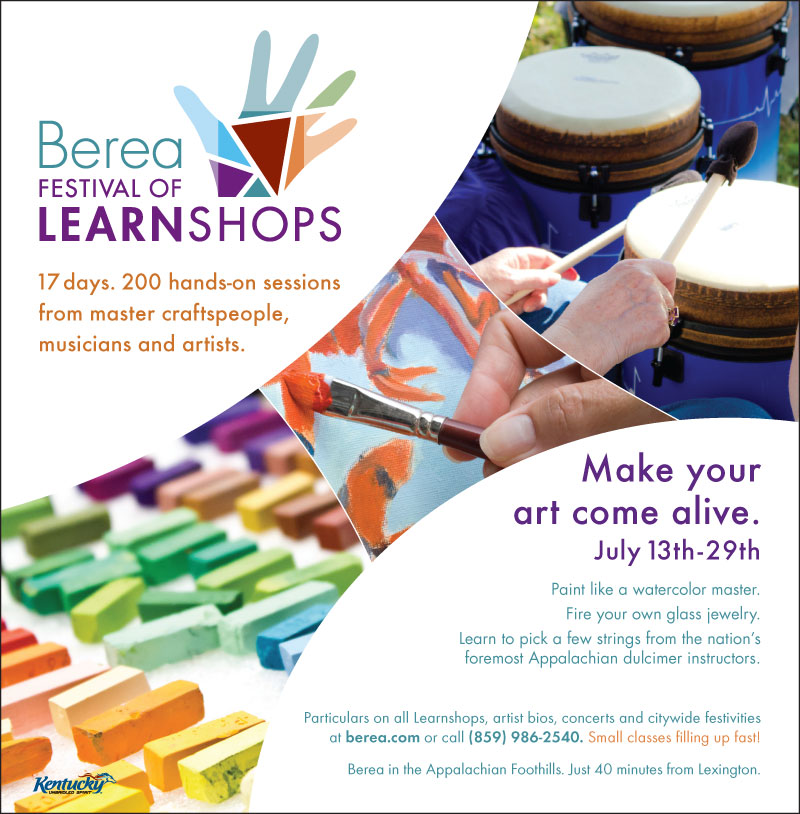 Berea
FESTIVAL OF
LEARNSHOPS
17 days. 200 hands-on sessions
from master craftspeople,
musicians and artists.
Make your
art come alive.
July 13th-29th
Paint like a watercolor master.
Fire your own glass jewelry.
Learn to pick a few strings from the nation's
foremost Appalachian dulcimer instructors.
Particulars on all Learnshops, artist bios, concerts and citywide festivities
at berea.com or call (859) 986-2540. Small classes filling up fast!
Berea in the Appalachian Foothills. Just 40 minutes from Lexington.
Kentucky
UNBRIDLED SPIRIT